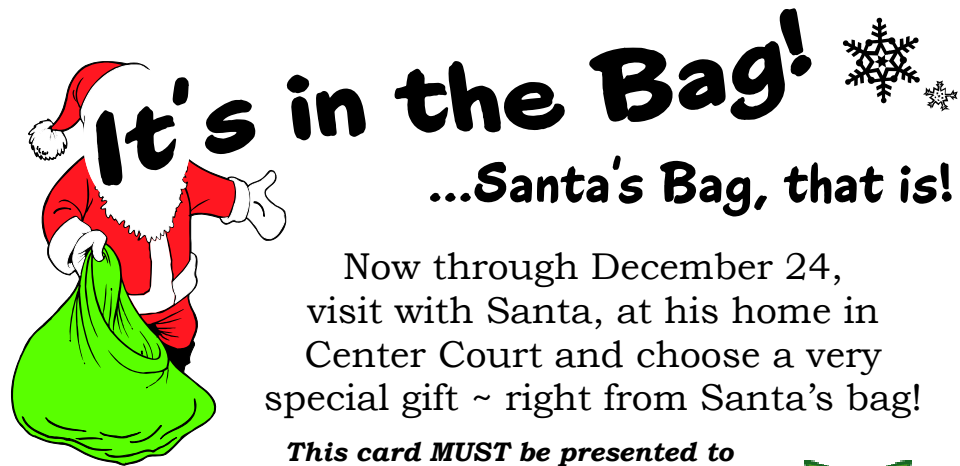 It's in the Bag!
...Santa's Bag, that is!
Now through December 24,
visit with Santa, at his home in
Center Court and choose a very
special gift ~ right from Santa’s bag!
This card MUST be presented to